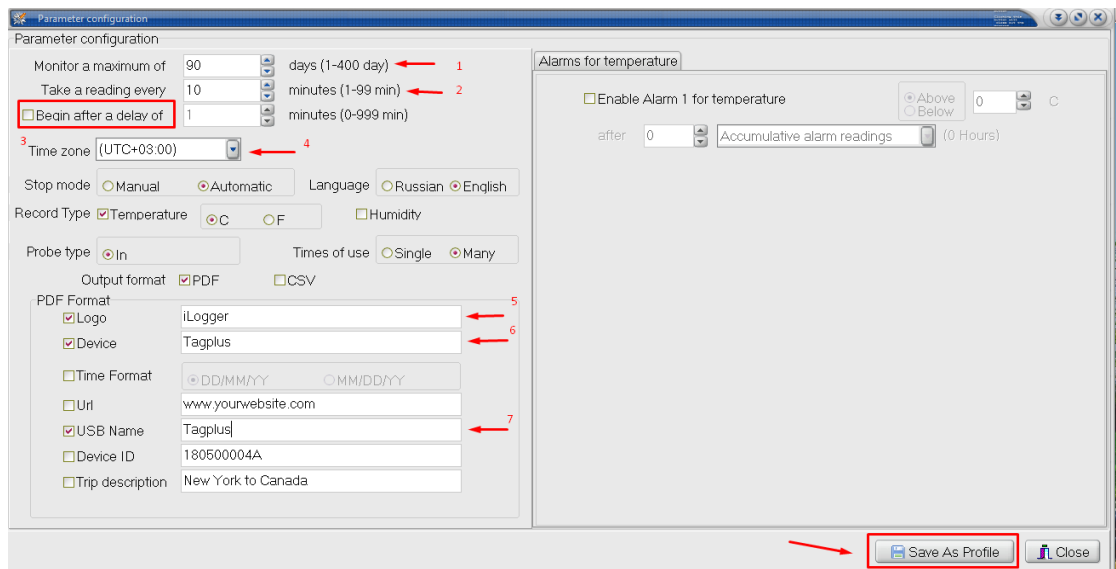 Parameter configuration
Parameter configuration
Monitor a maximum of 90 days (1-400 day) 1
Take a reading every 10 minutes (1-99 min) 2
Begin after a delay of 1 minutes (0-999 min)
3 Time zone (UTC+03:00) 4
Stop mode Manual Automatic Language Russian English
Record Type Temperature C F Humidity
Probe type In Times of use Single Many
Output format PDF CSV
PDF Format
Logo iLogger 5
Device Tagplus 6
Time Format DD/MM/YY MM/DD/YY
Url www.yourwebsite.com
USB Name Tagplus 7
Device ID 180500004A
Trip description New York to Canada
Alarms for temperature
Enable Alarm 1 for temperature Above Below 0 C
after 0 Accumulative alarm readings (0 Hours)
Save As Profile Close